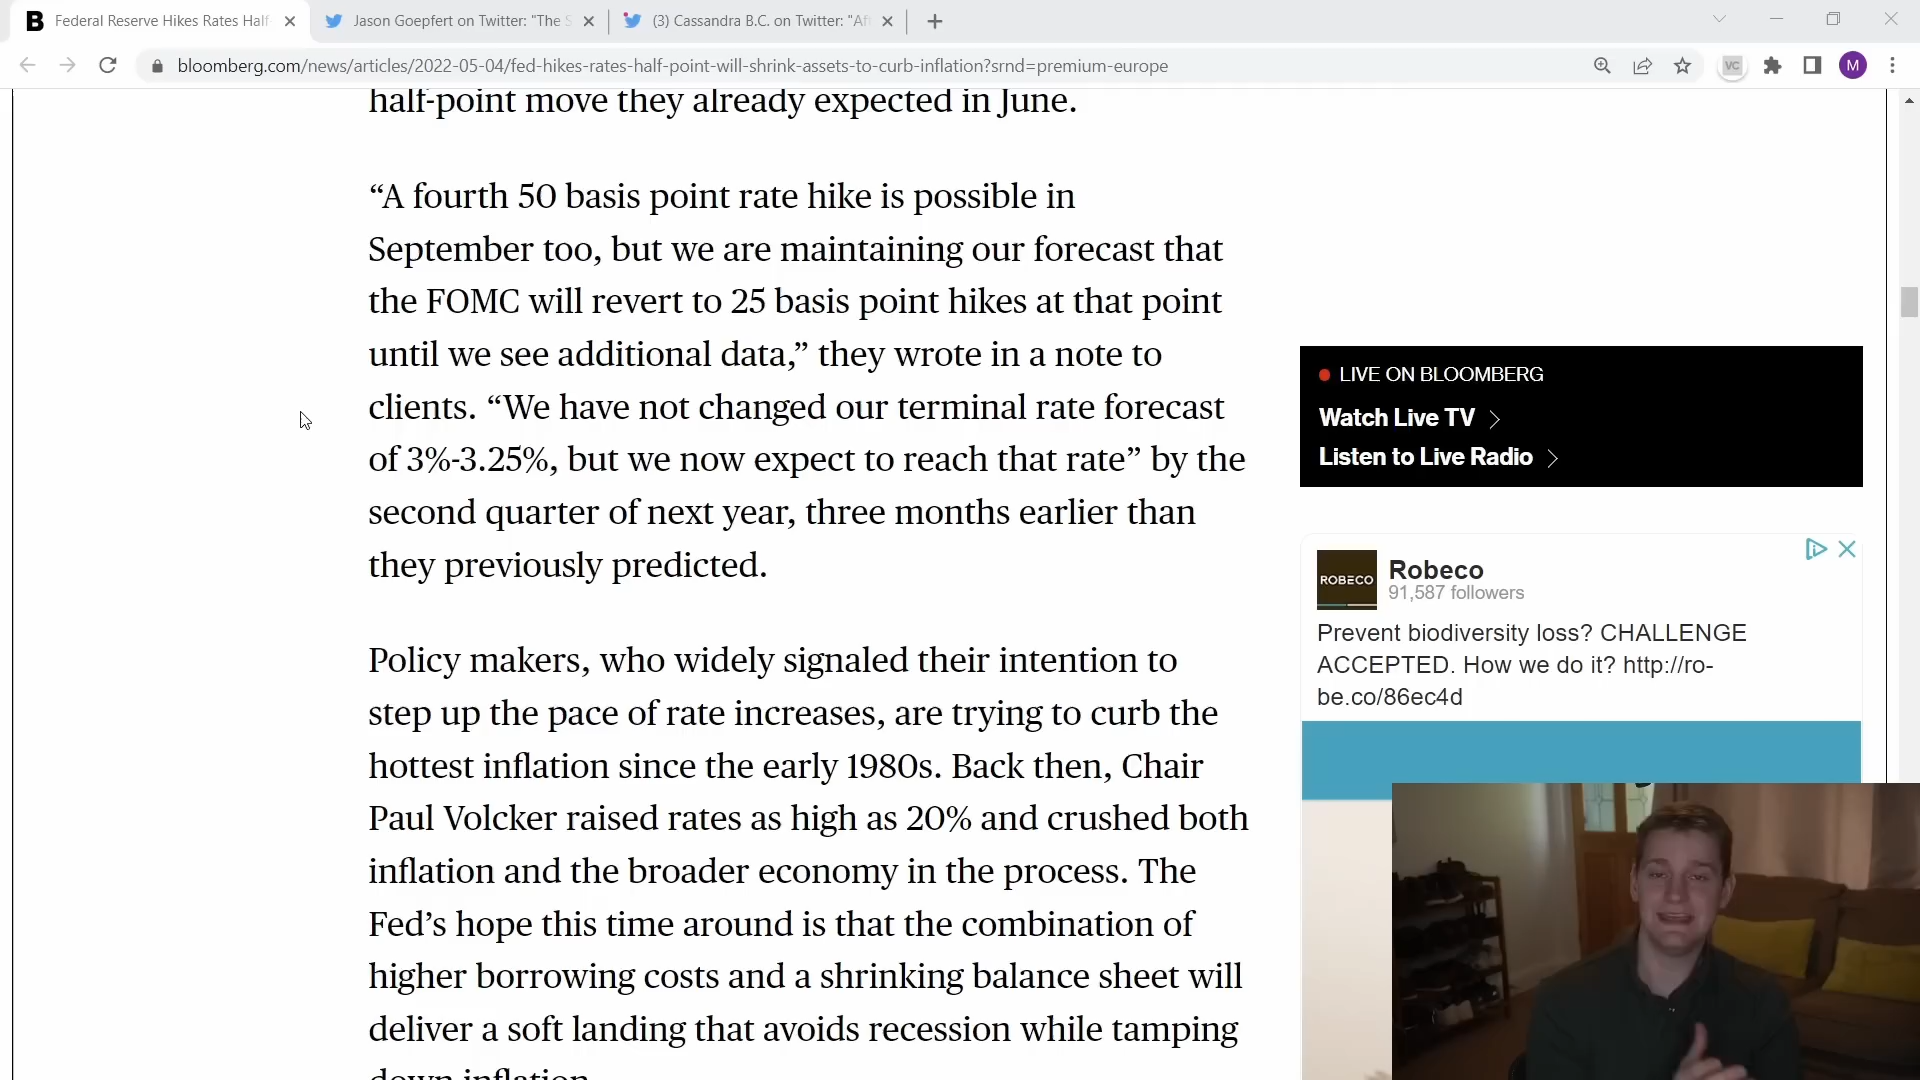 B Federal Reserve Hikes Rates Half
Jason Goepfert on Twitter: "The S
(3) Cassandra B.C. on Twitter: "Af
bloomberg.com/news/articles/2022-05-04/fed-hikes-rates-half-point-will-shrink-assets-to-curb-inflation?srnd=premium-europe
VC
M
half-point move they already expected in June.
“A fourth 50 basis point rate hike is possible in
September too, but we are maintaining our forecast that
the FOMC will revert to 25 basis point hikes at that point
until we see additional data,” they wrote in a note to
clients. “We have not changed our terminal rate forecast
of 3%-3.25%, but we now expect to reach that rate” by the
second quarter of next year, three months earlier than
they previously predicted.
Policy makers, who widely signaled their intention to
step up the pace of rate increases, are trying to curb the
hottest inflation since the early 1980s. Back then, Chair
Paul Volcker raised rates as high as 20% and crushed both
inflation and the broader economy in the process. The
Fed’s hope this time around is that the combination of
higher borrowing costs and a shrinking balance sheet will
deliver a soft landing that avoids recession while tamping
down inflation.
LIVE ON BLOOMBERG
Watch Live TV
Listen to Live Radio
ROBECO
Robeco
91,587 followers
Prevent biodiversity loss? CHALLENGE
ACCEPTED. How we do it? http://ro-
be.co/86ec4d